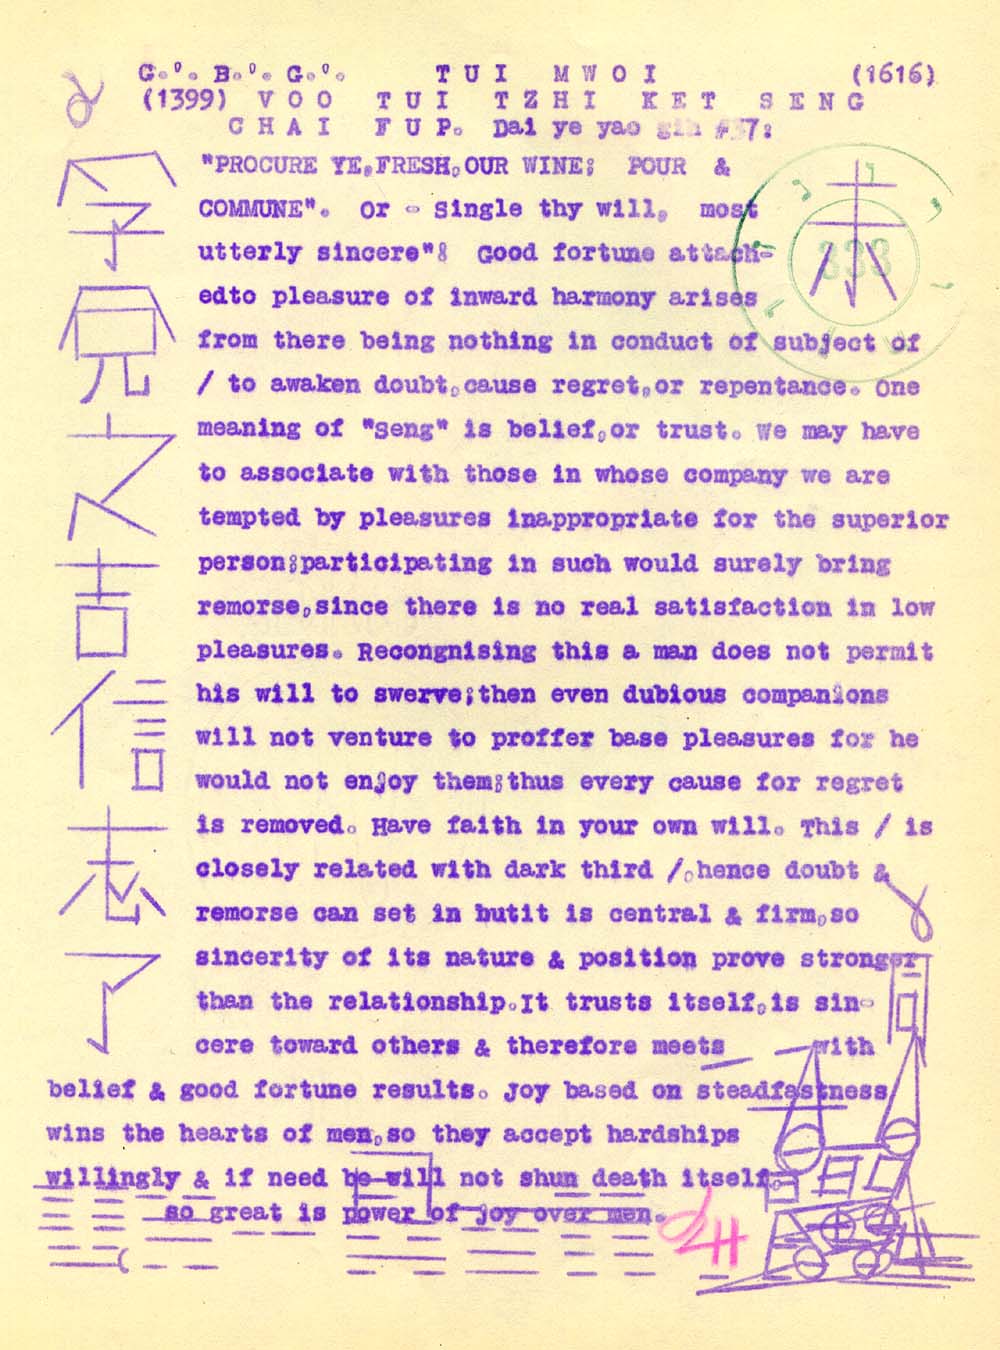 G.'. B.'. G.'. TUI MWOI (1616)
(1399) VOO TUI TZHI KET SENG
CHAI FUP. Dai ye yao gih #37:
"PROCURE YE,FRESH,OUR WINE; POUR &
COMMUNE". Or - single thy will, most
utterly sincere"! Good fortune attach-
edto pleasure of inward harmony arises
from there being nothing in conduct of subject of
/ to awaken doubt,cause regret,or repentance. One
meaning of "Seng" is belief,or trust. We may have
to associate with those in whose company we are
tempted by pleasures inappropriate for the superior
person;participating in such would surely bring
remorse,since there is no real satisfaction in low
pleasures. Recongnising this a man does not permit
his will to swerve;then even dubious companions
will not venture to proffer base pleasures for he
would not enjoy them;thus every cause for regret
is removed. Have faith in your own will. This / is
closely related with dark third /,hence doubt &
remorse can set in butit is central & firm,so
sincerity of its nature & position prove stronger
than the relationship.It trusts itself,is sin-
cere toward others & therefore meets with
belief & good fortune results. Joy based on steadfastness
wins the hearts of men,so they accept hardships
willingly & if need be will not shun death itself.
so great is power of joy over men.
孚
兌
之
吉
信
志
了
333